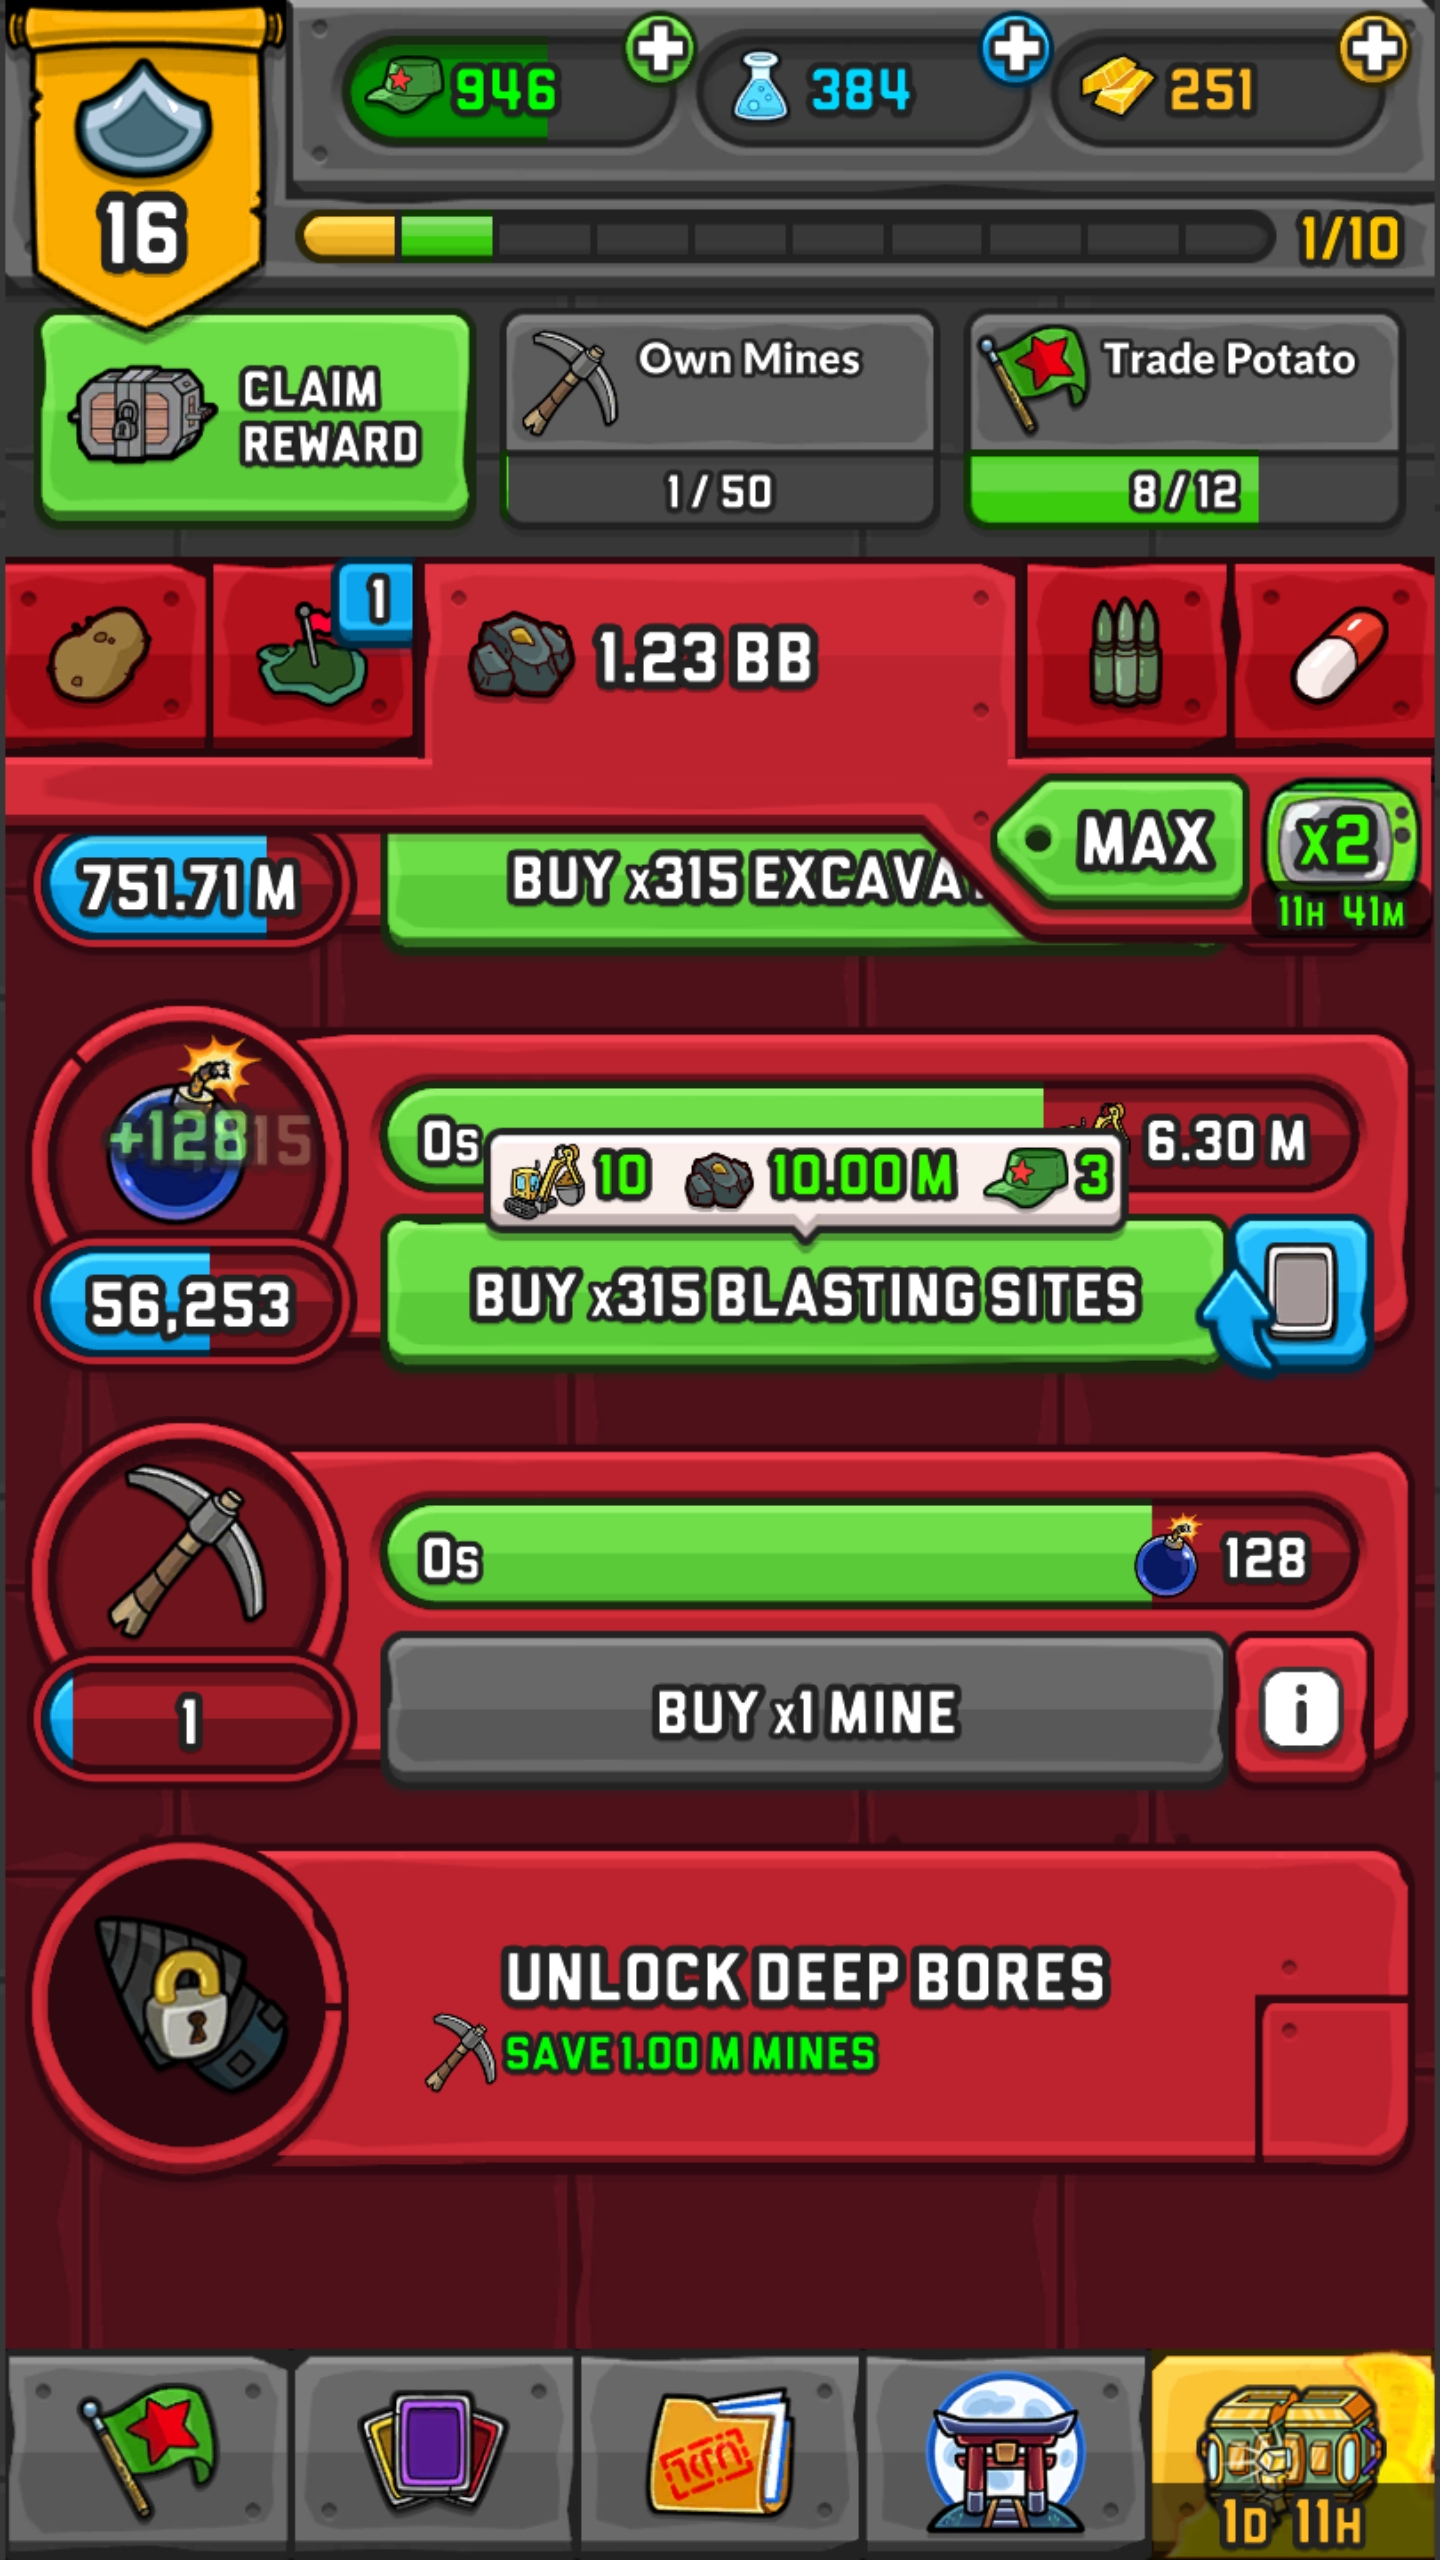 946
384
251
16
1/10
CLAIM
REWARD
Own Mines
1/50
Trade Potato
8/12
1
1.23 BB
MAX
x2
11H 41M
751.71 M
BUY x315 EXCAVA
+128
15
0s
6.30 M
10
10.00 M
3
56,253
BUY x315 BLASTING SITES
0s
128
1
BUY x1 MINE
i
UNLOCK DEEP BORES
SAVE 1.00 M MINES
1D 11H